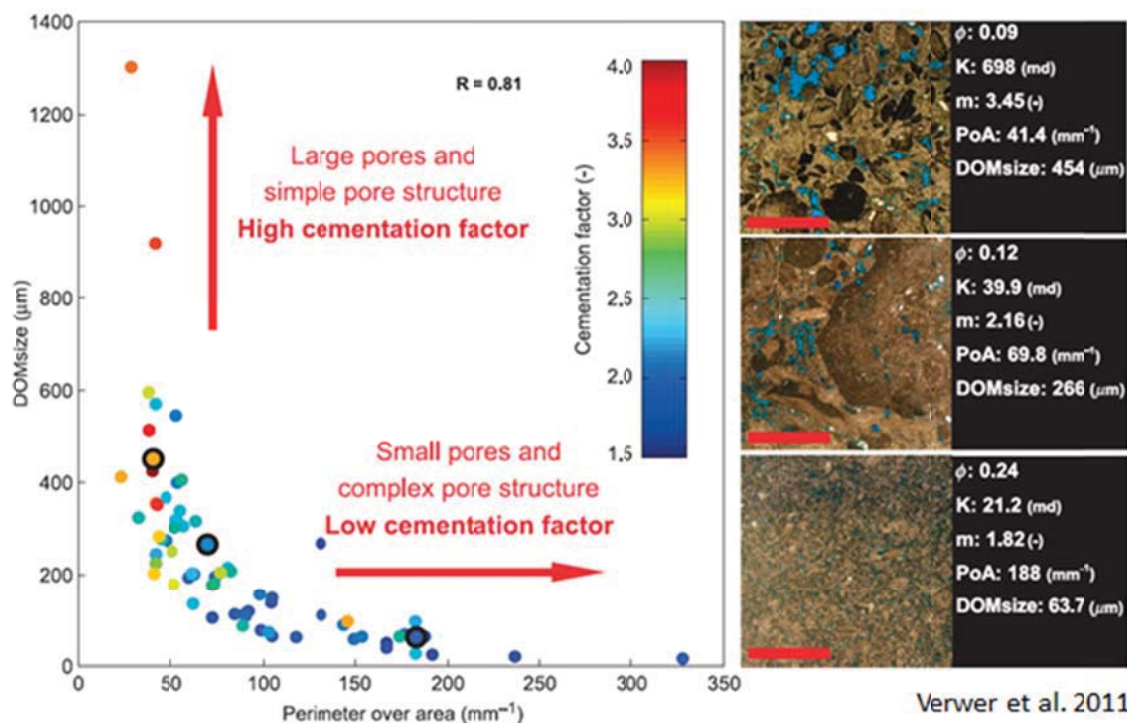 1400
1200
1000
800
600
400
200
0
DOMsize (μm)
0
50
100
150
200
250
300
350
Perimeter over area (mm⁻¹)
R = 0.81
Large pores and
simple pore structure
High cementation factor
Small pores and
complex pore structure
Low cementation factor
Cementation factor (-)
4.0
3.5
3.0
2.5
2.0
1.5
ϕ: 0.09
K: 698 (md)
m: 3.45 (-)
PoA: 41.4 (mm⁻¹)
DOMsize: 454 (μm)
ϕ: 0.12
K: 39.9 (md)
m: 2.16 (-)
PoA: 69.8 (mm⁻¹)
DOMsize: 266 (μm)
ϕ: 0.24
K: 21.2 (md)
m: 1.82 (-)
PoA: 188 (mm⁻¹)
DOMsize: 63.7 (μm)
Verwer et al. 2011